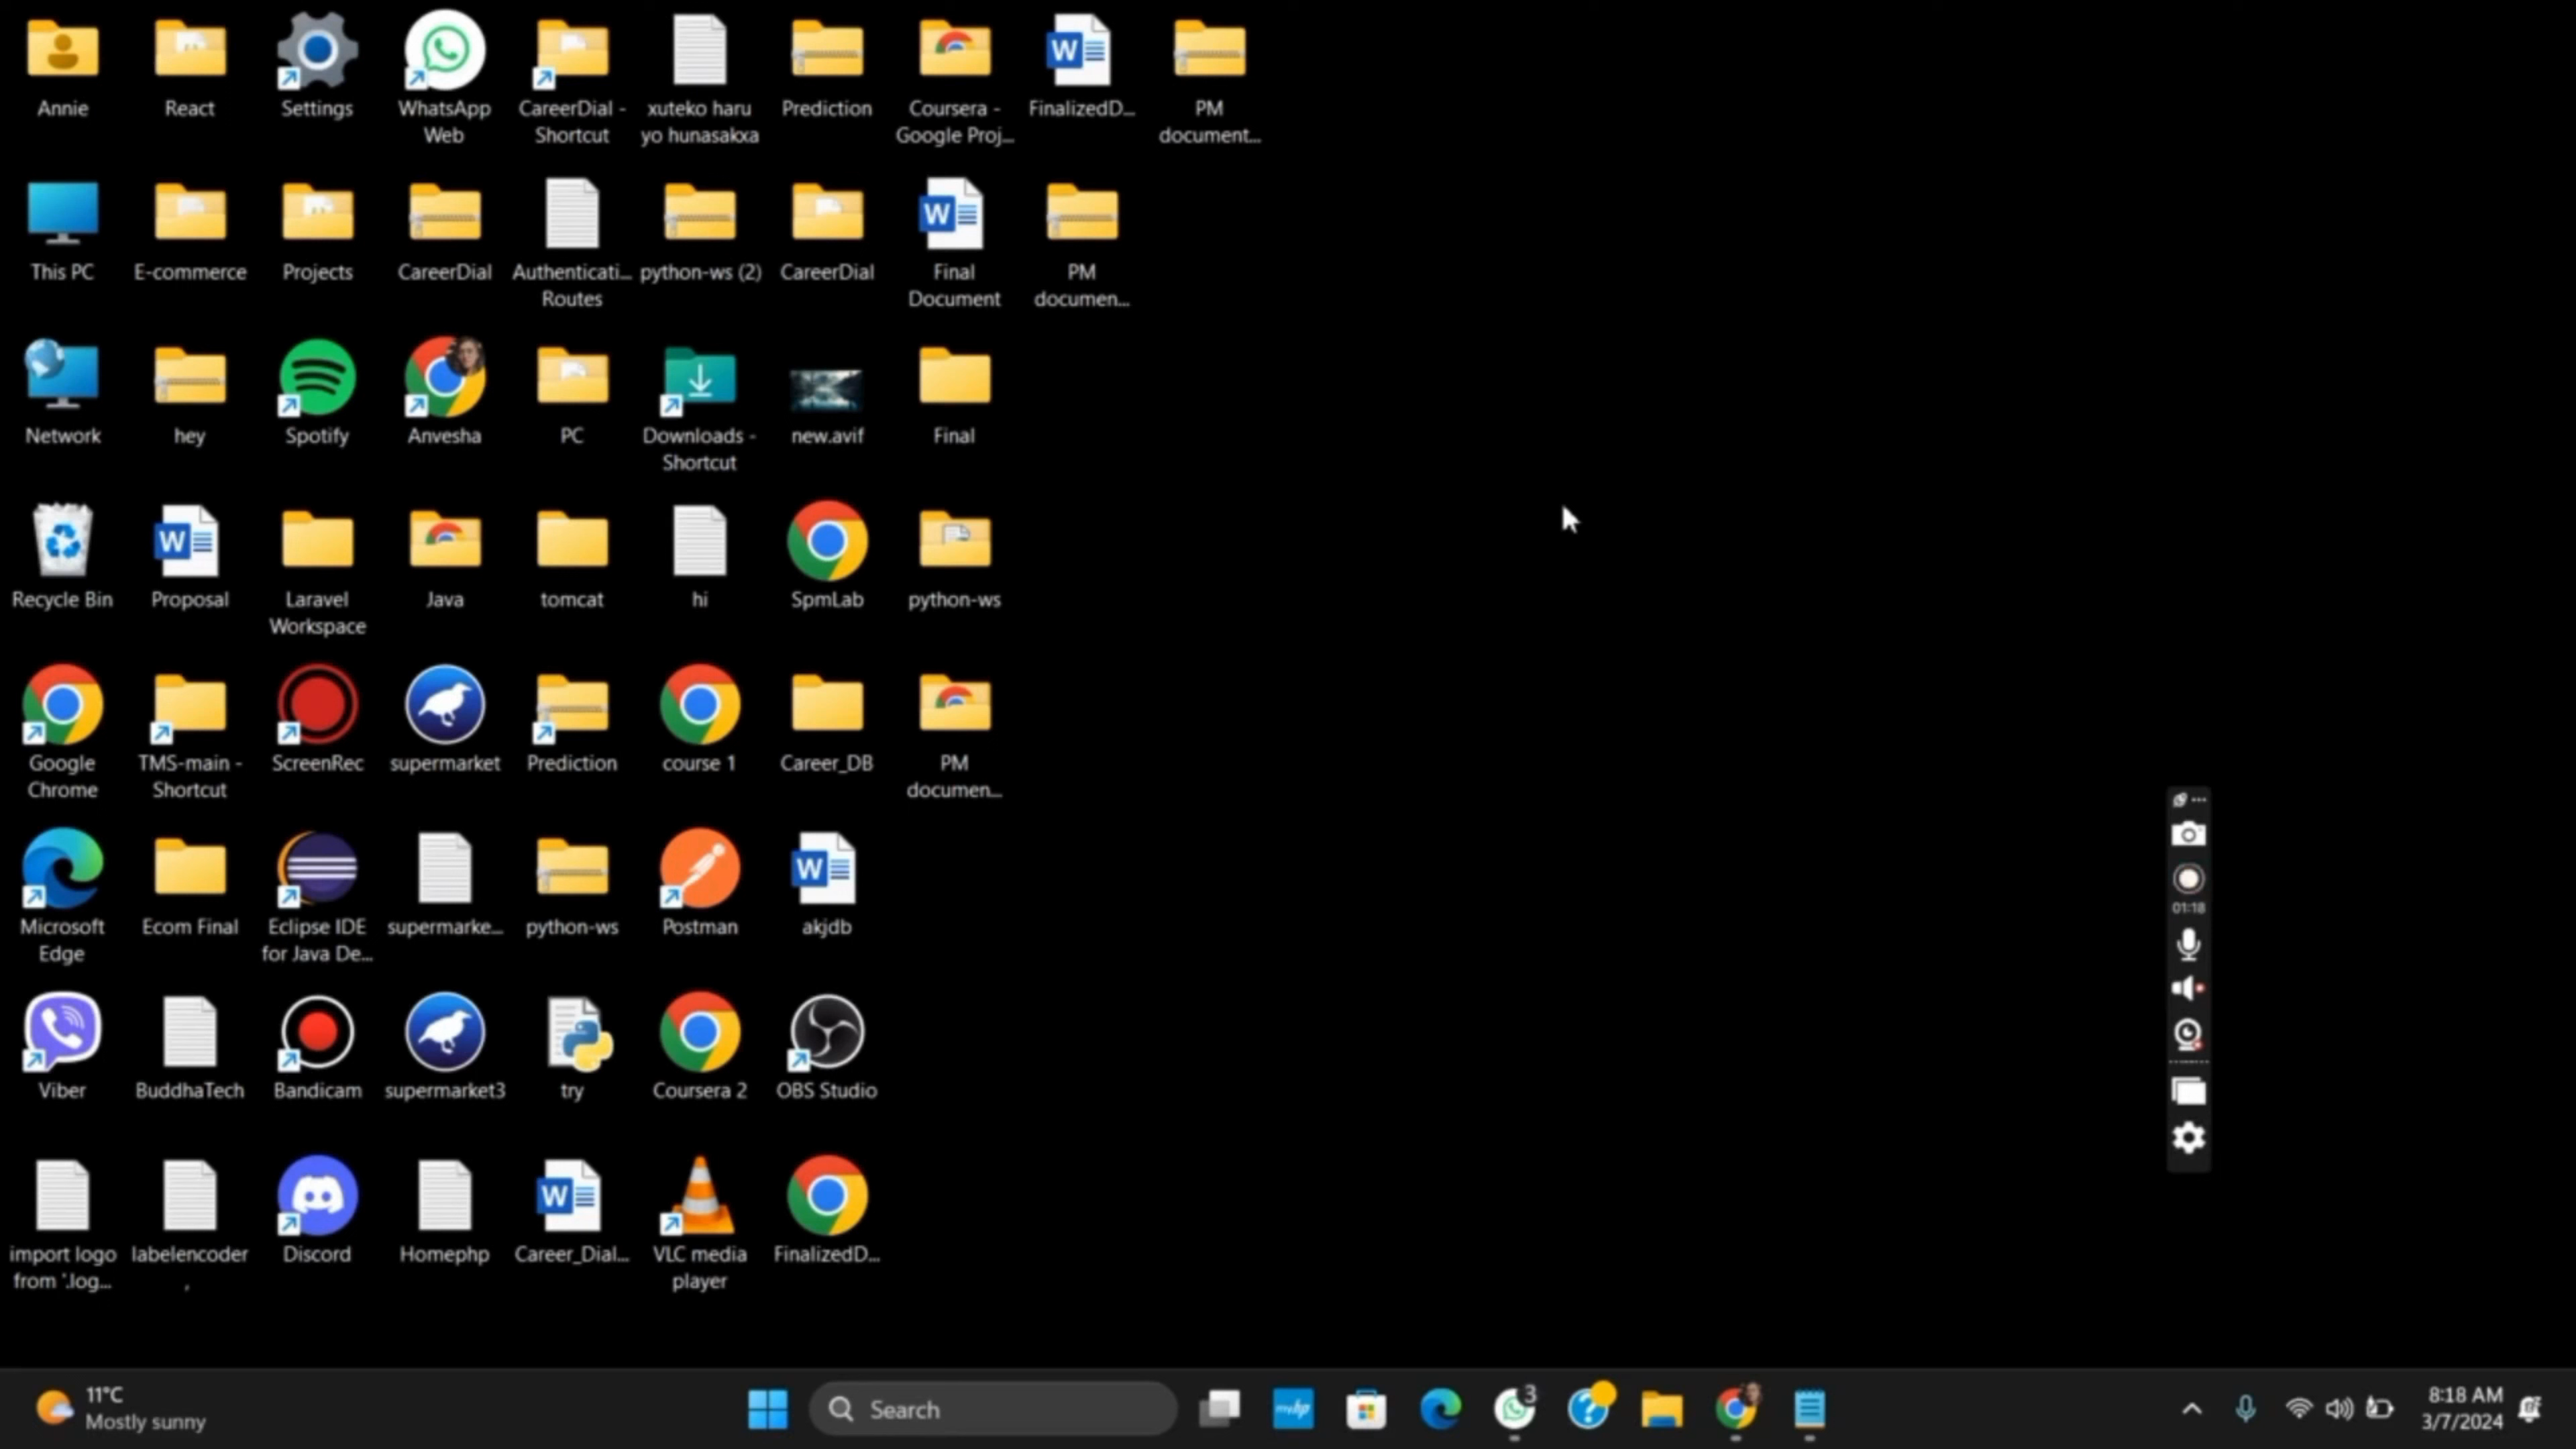 Annie
React
Settings
WhatsApp
Web
CareerDial -
Shortcut
xuteko haru
yo hunasakxa
Prediction
Coursera -
Google Proj...
FinalizedD...
PM
document...
This PC
E-commerce
Projects
CareerDial
Authenticati...
Routes
python-ws (2)
CareerDial
Final
Document
PM
documen...
Network
hey
Spotify
Anvesha
PC
Downloads -
Shortcut
new.avif
Final
Recycle Bin
Proposal
Laravel
Workspace
Java
tomcat
hi
SpmLab
python-ws
Google
Chrome
TMS-main -
Shortcut
ScreenRec
supermarket
Prediction
course 1
Career_DB
PM
documen...
Microsoft
Edge
Ecom Final
Eclipse IDE
for Java De...
supermarke...
python-ws
Postman
akjdb
01:18
Viber
BuddhaTech
Bandicam
supermarket3
try
Coursera 2
OBS Studio
import logo
from '.log...
labelencoder
,
Discord
Homephp
Career_Dial...
VLC media
player
FinalizedD...
11°C
Mostly sunny
Search
myhp
3
8:18 AM
3/7/2024